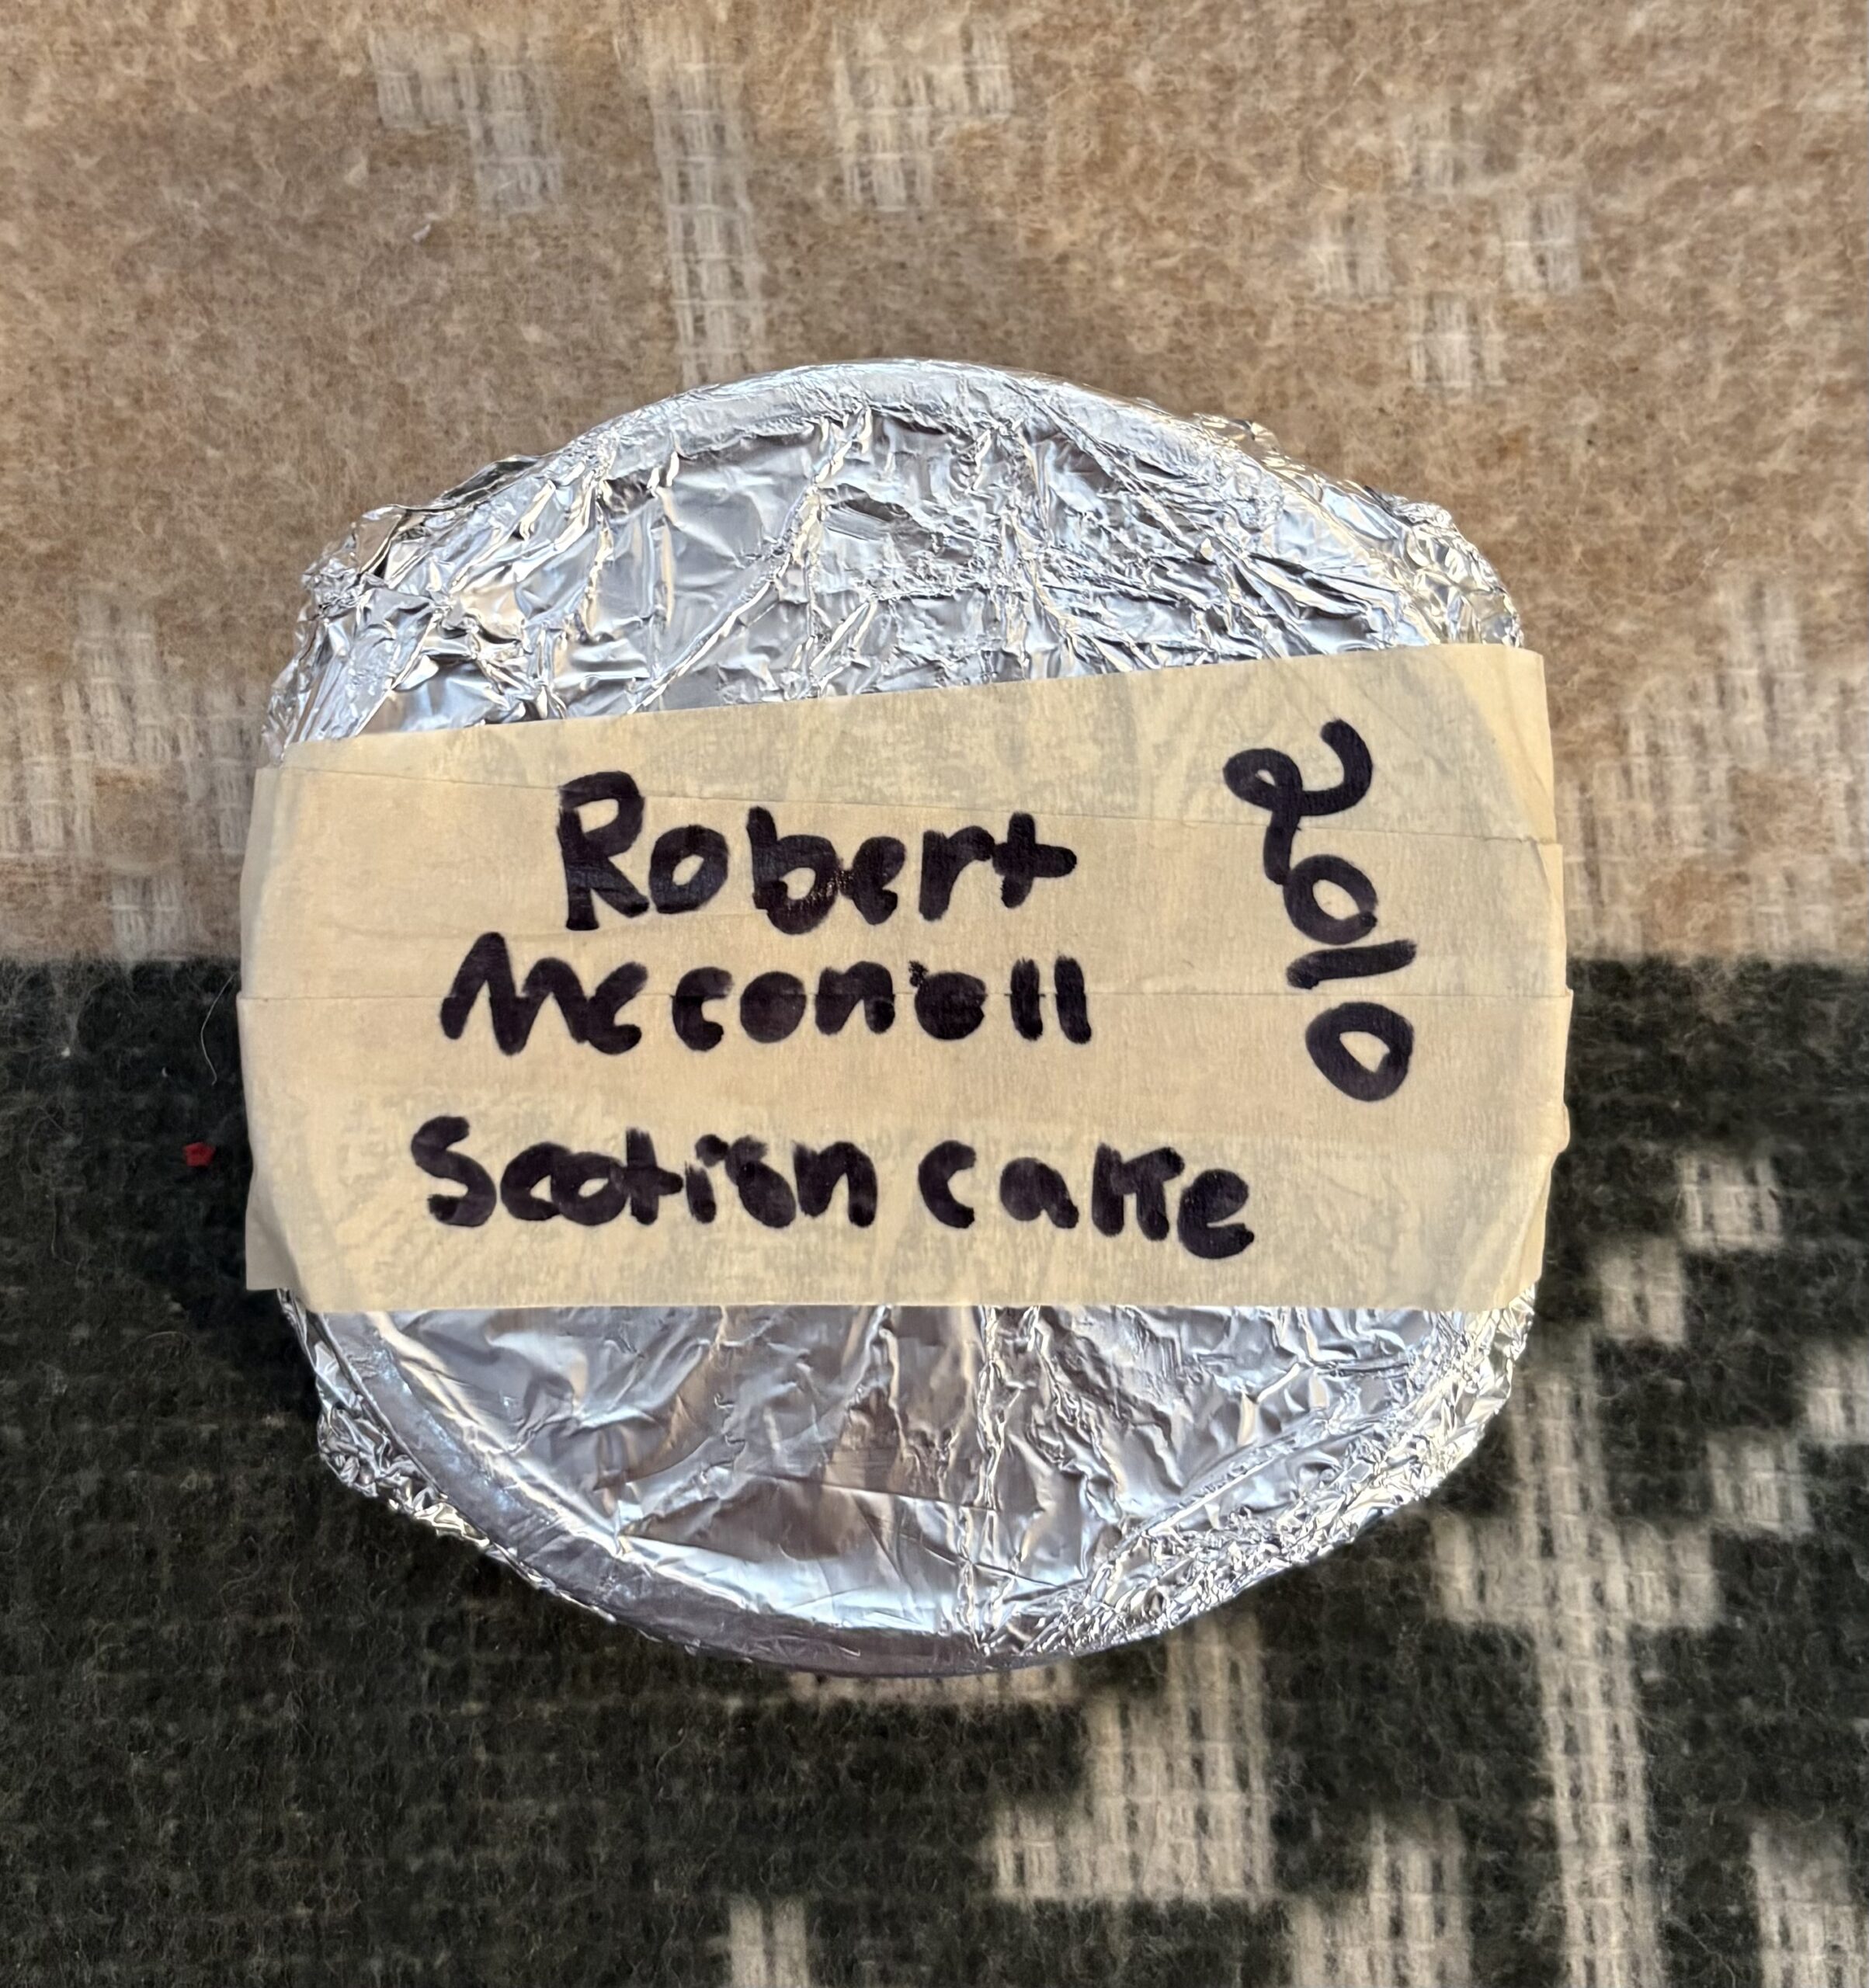 Robert
Mcconell
Scotish cake
2010